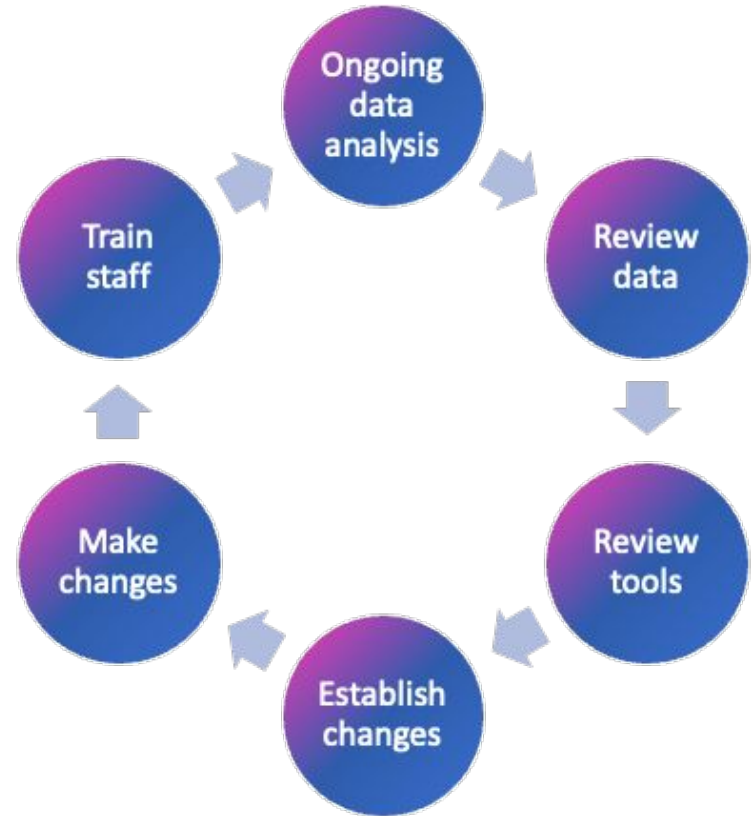 Ongoing
data
analysis
Review
data
Review
tools
Establish
changes
Make
changes
Train
staff